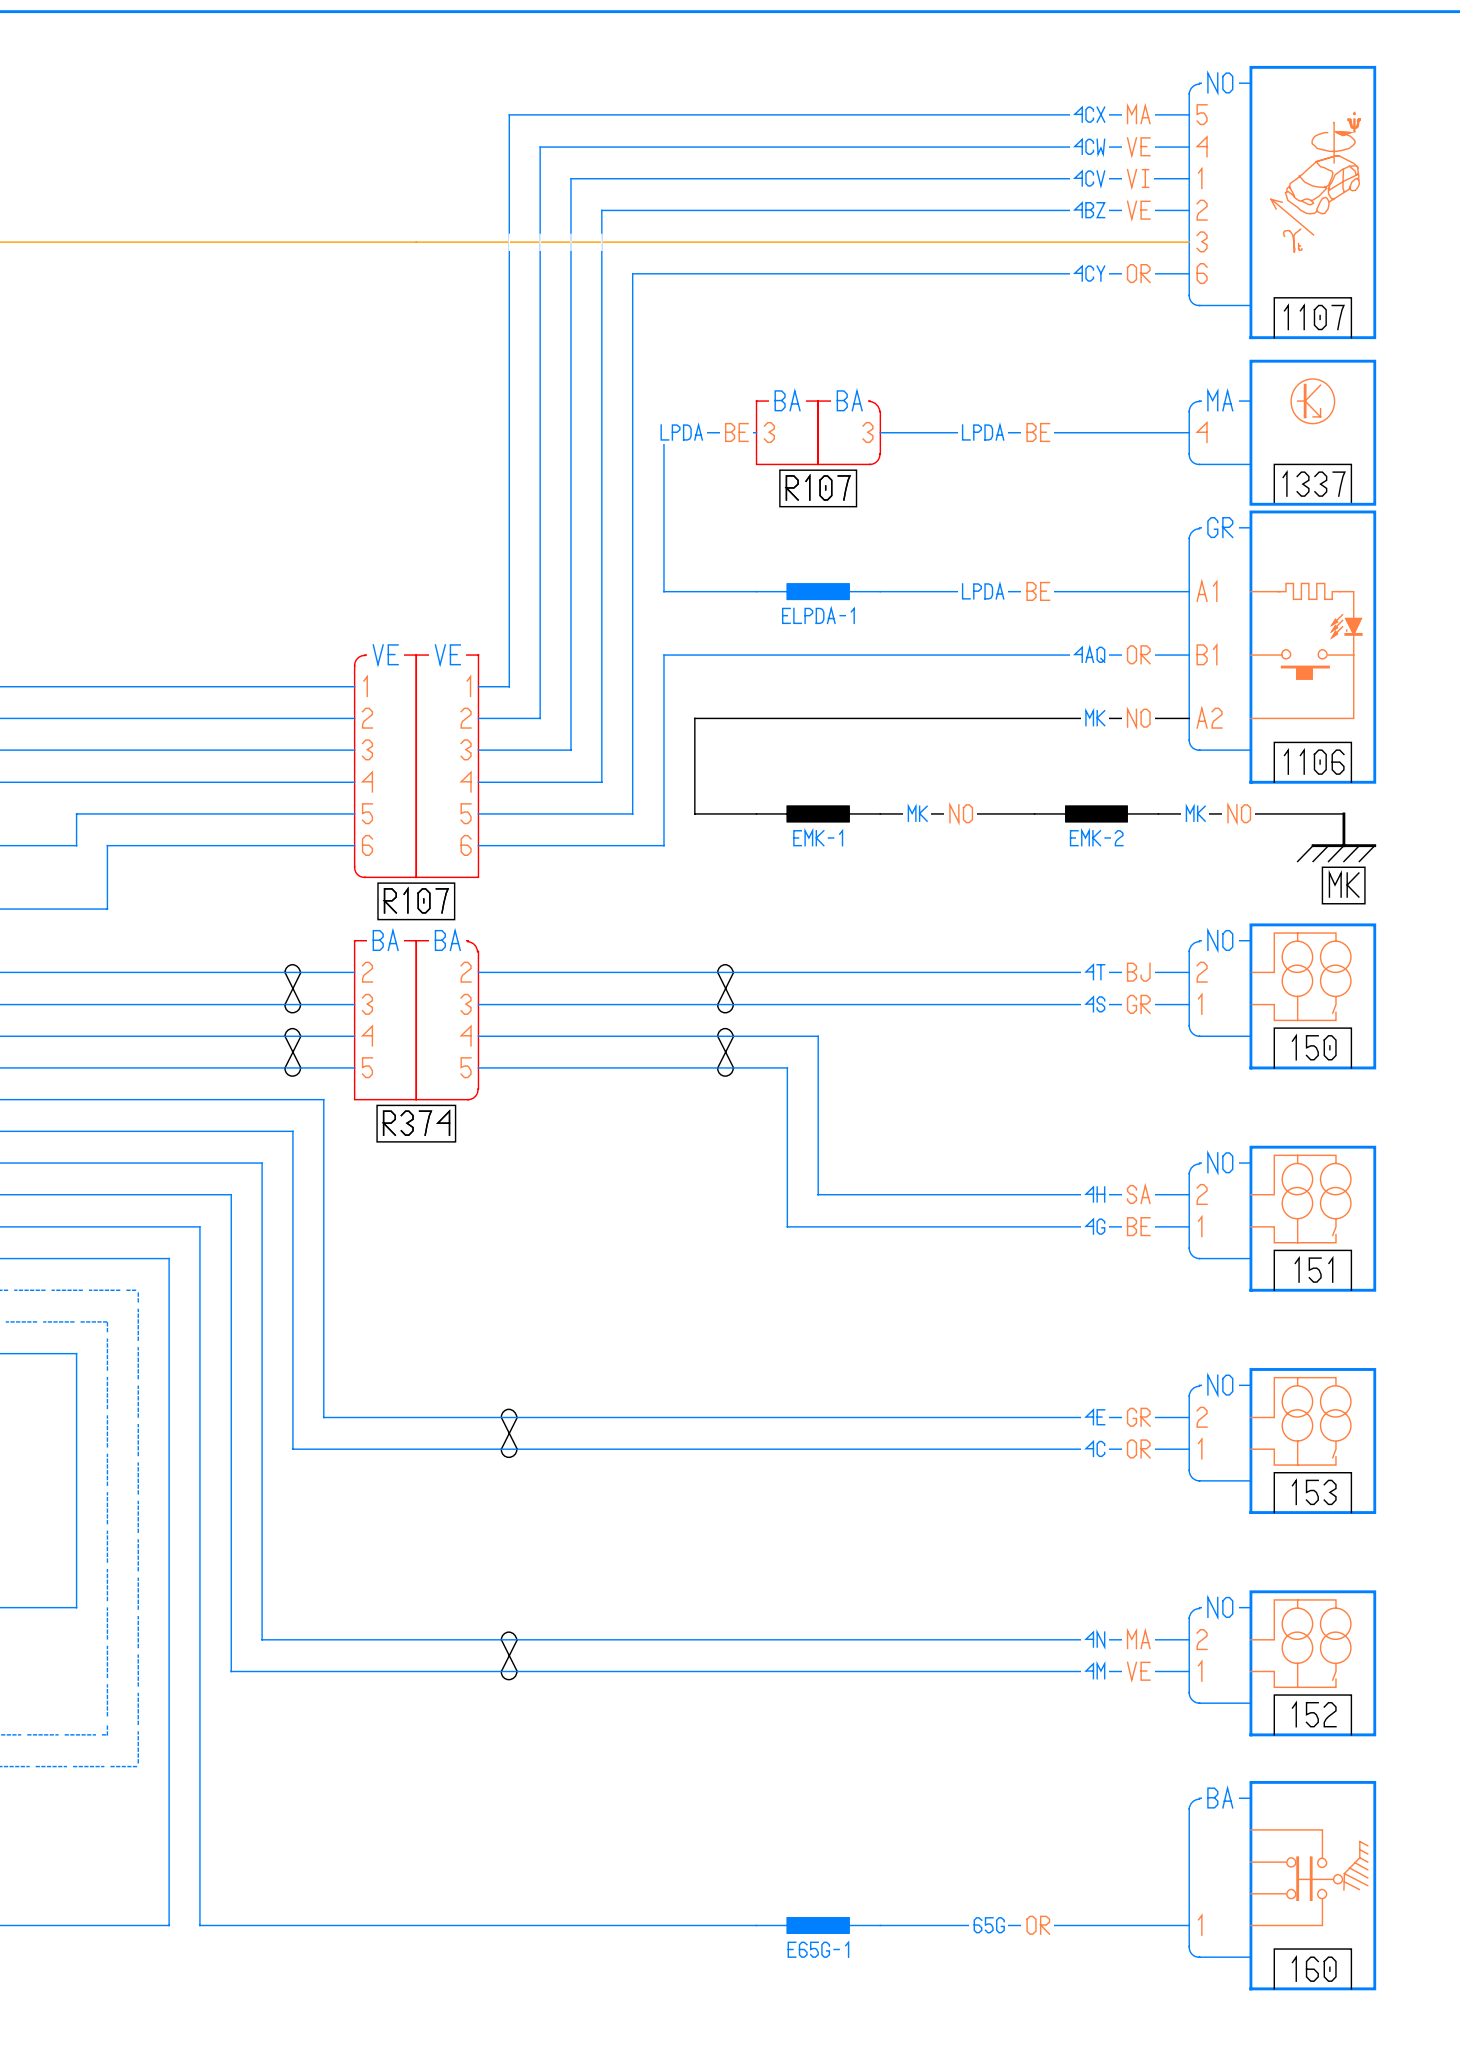 NO
4CX MA 5
4CW VE 4
4CV VI 1
4BZ VE 2
3
4CY OR 6
1107
BA BA MA
LPDA BE 3 3 LPDA BE 4
R107 1337
GR
ELPDA-1 LPDA BE A1
VE VE 4AQ OR B1
1 1
2 2 MK NO A2
3 3 1106
4 4
5 5 MK NO MK NO
EMK-1 EMK-2
6 6
R107 MK
BA BA NO
2 2 4T BJ 2
3 3 4S GR 1
4 4 150
5 5
R374
NO
4H SA 2
4G BE 1
151
NO
4E GR 2
4C OR 1
153
NO
4N MA 2
4M VE 1
152
BA
65G OR 1
E65G-1
160